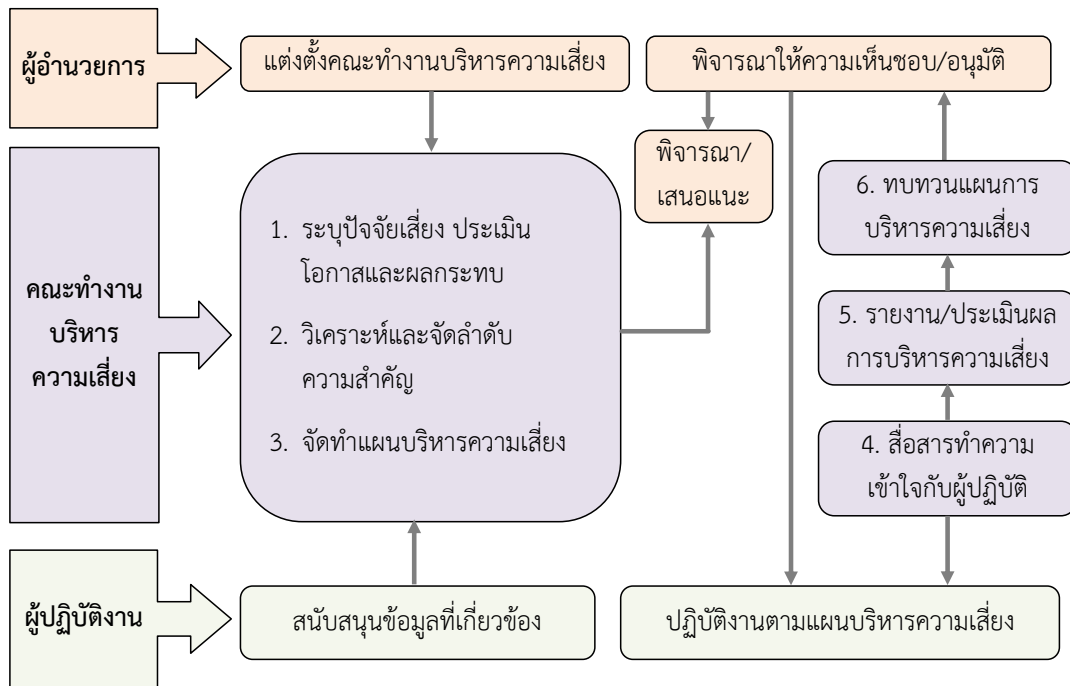 ผู้อำนวยการ
แต่งตั้งคณะทำงานบริหารความเสี่ยง
พิจารณาให้ความเห็นชอบ/อนุมัติ
พิจารณา/
เสนอแนะ
คณะทำงาน
บริหาร
ความเสี่ยง
1. ระบุปัจจัยเสี่ยง ประเมิน
โอกาสและผลกระทบ
2. วิเคราะห์และจัดลำดับ
ความสำคัญ
3. จัดทำแผนบริหารความเสี่ยง
6. ทบทวนแผนการ
บริหารความเสี่ยง
5. รายงาน/ประเมินผล
การบริหารความเสี่ยง
4. สื่อสารทำความ
เข้าใจกับผู้ปฏิบัติ
ผู้ปฏิบัติงาน
สนับสนุนข้อมูลที่เกี่ยวข้อง
ปฏิบัติงานตามแผนบริหารความเสี่ยง